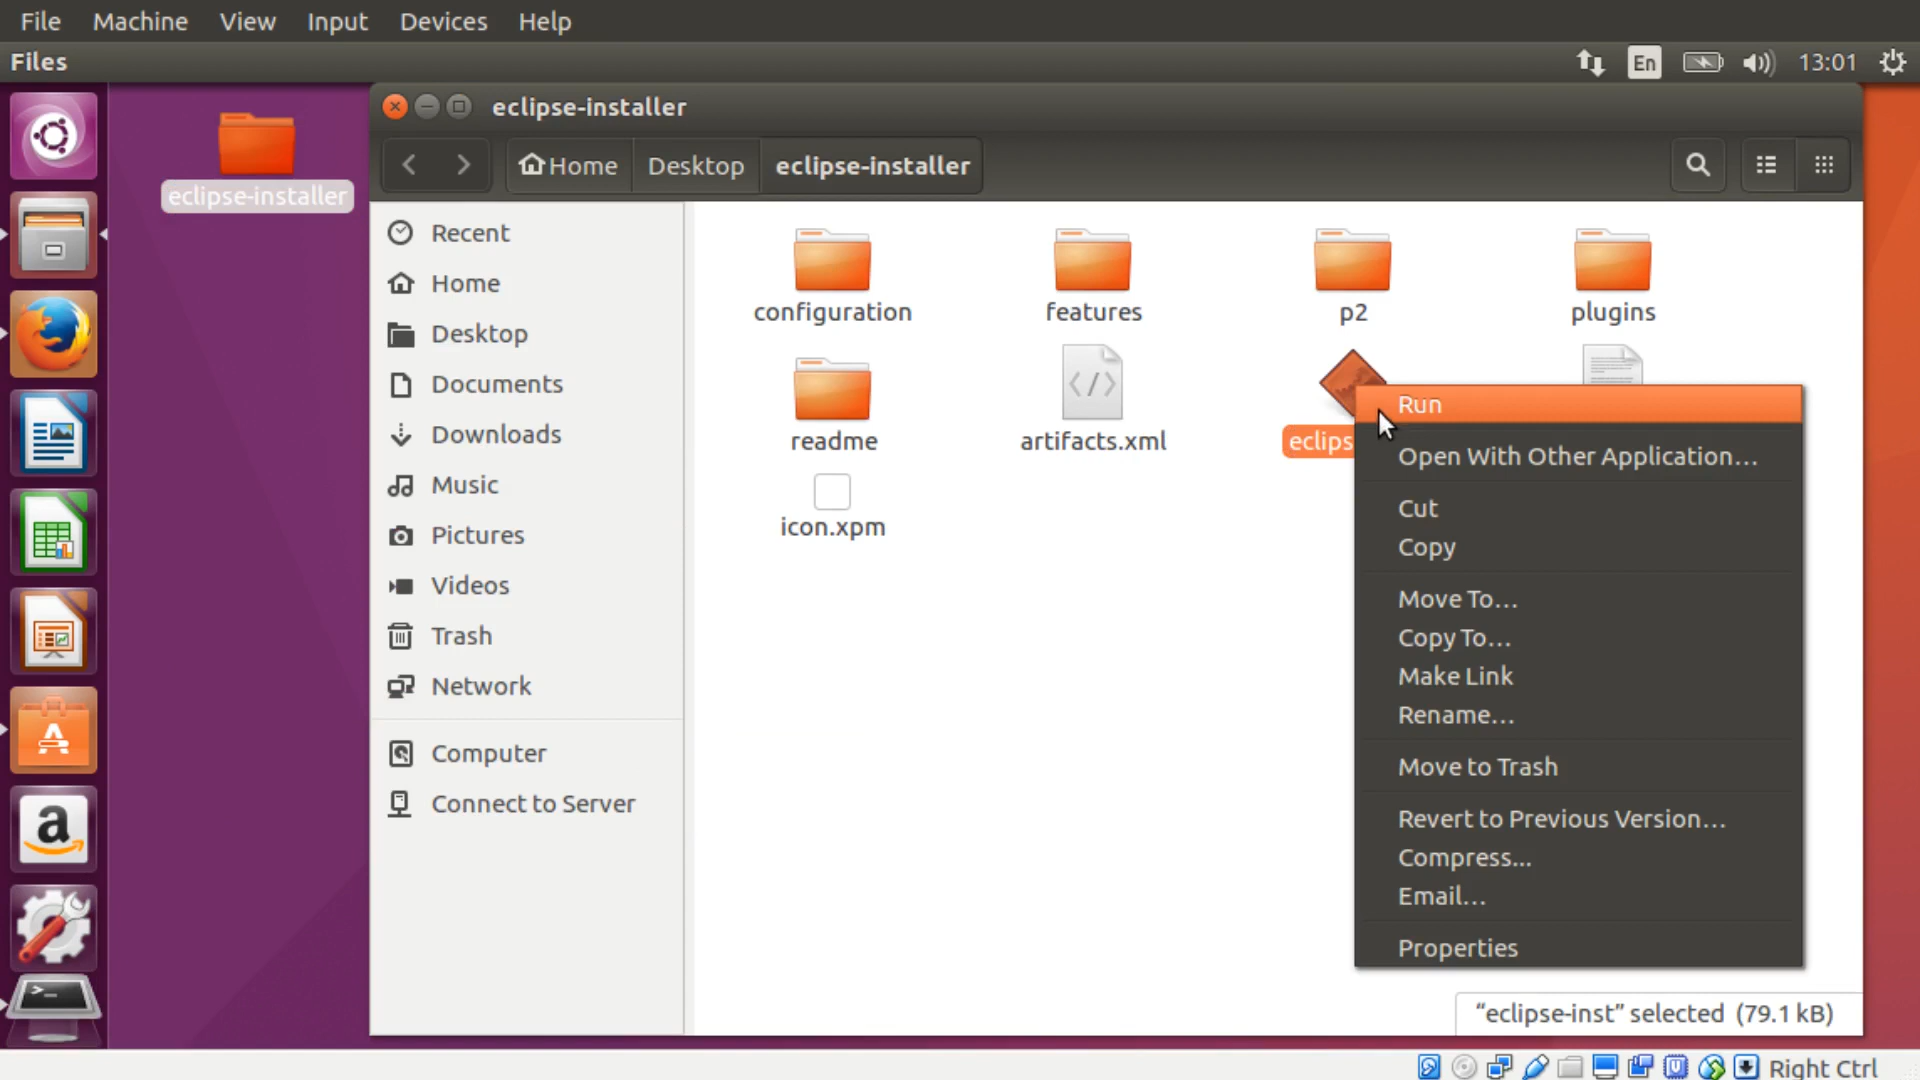 File Machine View Input Devices Help
Files
En
13:01
eclipse-installer
eclipse-installer
Home Desktop eclipse-installer
Recent
Home
Desktop
Documents
Downloads
Music
Pictures
Videos
Trash
Network
Computer
Connect to Server
configuration features p2 plugins
readme artifacts.xml eclips
icon.xpm
Run
Open With Other Application...
Cut
Copy
Move To...
Copy To...
Make Link
Rename...
Move to Trash
Revert to Previous Version...
Compress...
Email...
Properties
“eclipse-inst” selected (79.1 kB)
Right Ctrl